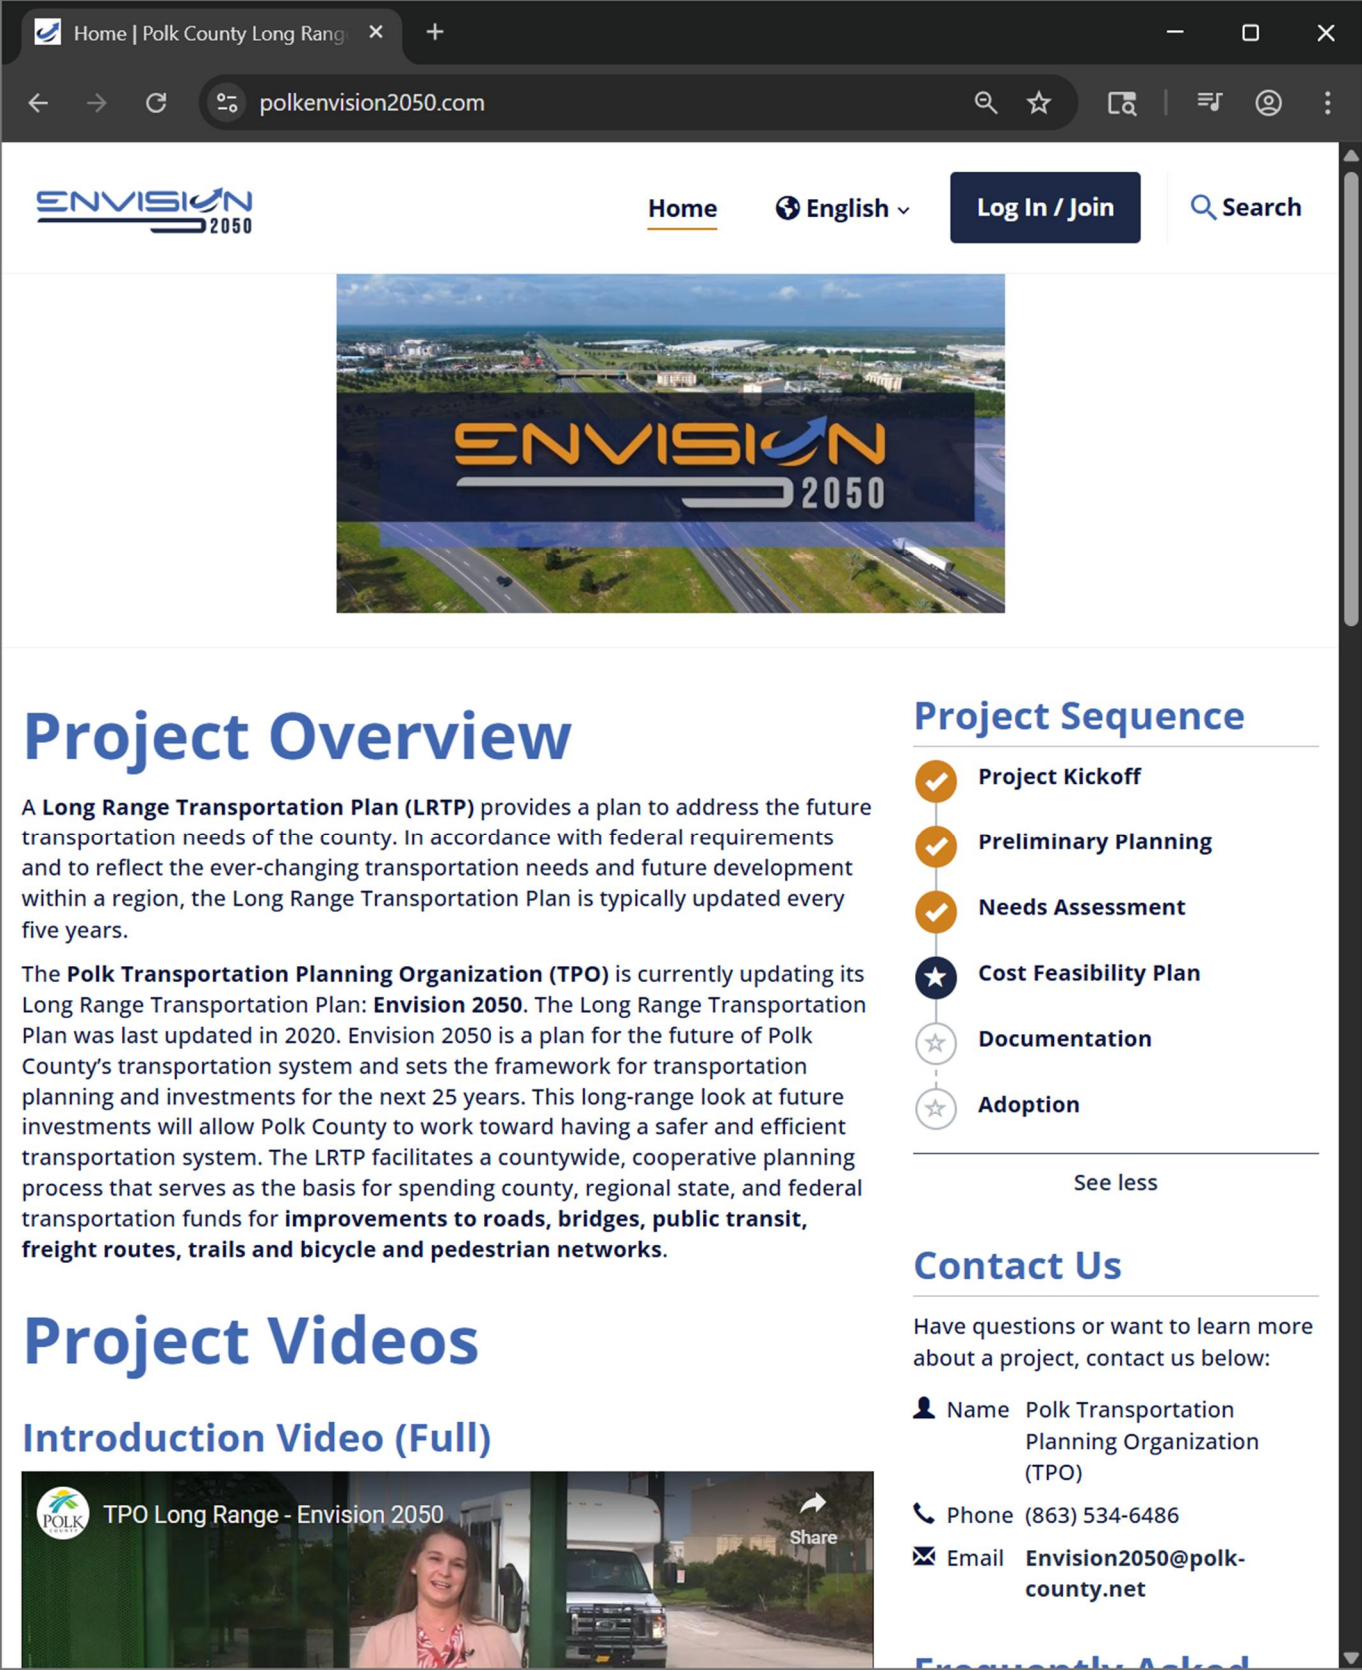 Home | Polk County Long Rang
polkenvision2050.com
ENVISION
2050
Home
English
Log In / Join
Search
ENVISION
2050
Project Overview
A Long Range Transportation Plan (LRTP) provides a plan to address the future
transportation needs of the county. In accordance with federal requirements
and to reflect the ever-changing transportation needs and future development
within a region, the Long Range Transportation Plan is typically updated every
five years.
The Polk Transportation Planning Organization (TPO) is currently updating its
Long Range Transportation Plan: Envision 2050. The Long Range Transportation
Plan was last updated in 2020. Envision 2050 is a plan for the future of Polk
County’s transportation system and sets the framework for transportation
planning and investments for the next 25 years. This long-range look at future
investments will allow Polk County to work toward having a safer and efficient
transportation system. The LRTP facilitates a countywide, cooperative planning
process that serves as the basis for spending county, regional state, and federal
transportation funds for improvements to roads, bridges, public transit,
freight routes, trails and bicycle and pedestrian networks.
Project Videos
Introduction Video (Full)
POLK
COUNTY
TPO Long Range - Envision 2050
Share
Project Sequence
Project Kickoff
Preliminary Planning
Needs Assessment
Cost Feasibility Plan
Documentation
Adoption
See less
Contact Us
Have questions or want to learn more
about a project, contact us below:
Name Polk Transportation
Planning Organization
(TPO)
Phone (863) 534-6486
Email Envision2050@polk-
county.net
Frequently Asked